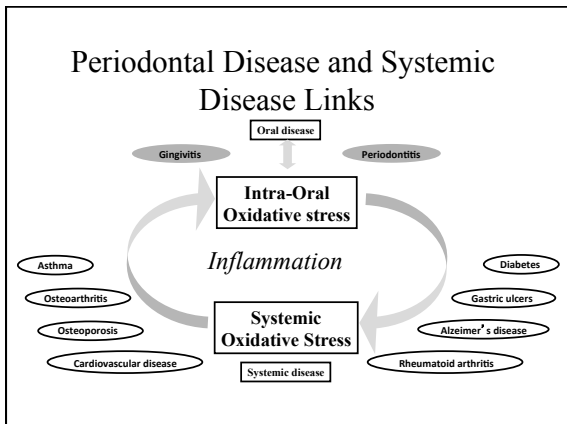 Periodontal Disease and Systemic
Disease Links
Oral disease
Gingivitis
Periodontitis
Intra-Oral
Oxidative stress
Inflammation
Asthma
Diabetes
Osteoarthritis
Gastric ulcers
Osteoporosis
Systemic
Oxidative Stress
Alzeimer's disease
Cardiovascular disease
Rheumatoid arthritis
Systemic disease